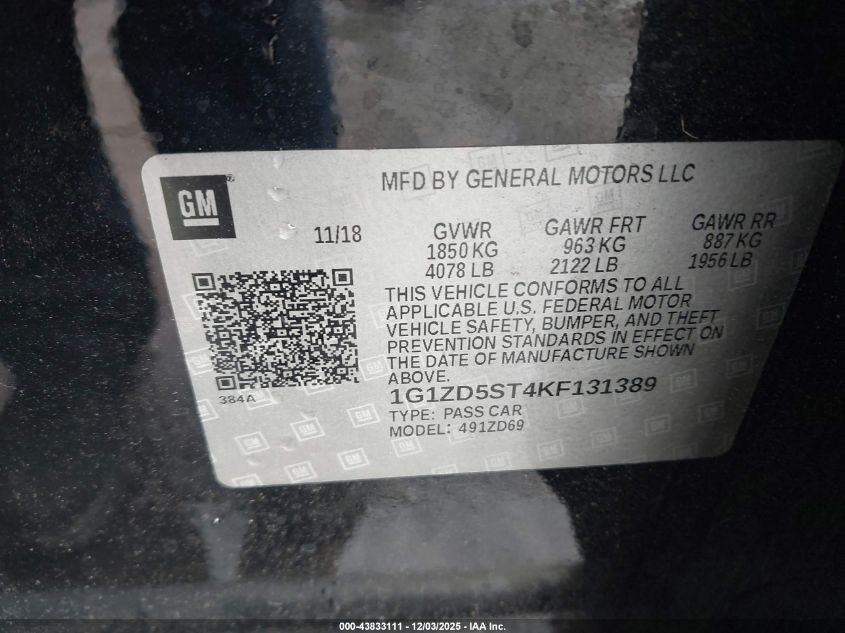 MFD BY GENERAL MOTORS LLC
GM®
11/18
GVWR GAWR FRT GAWR RR
1850 KG 963 KG 887 KG
4078 LB 2122 LB 1956 LB
THIS VEHICLE CONFORMS TO ALL
APPLICABLE U.S. FEDERAL MOTOR
VEHICLE SAFETY, BUMPER, AND THEFT
PREVENTION STANDARDS IN EFFECT ON
THE DATE OF MANUFACTURE SHOWN
ABOVE.
384A
1G1ZD5ST4KF131389
TYPE: PASS CAR
MODEL: 491ZD69
000-43833111 - 12/03/2025 - IAA Inc.